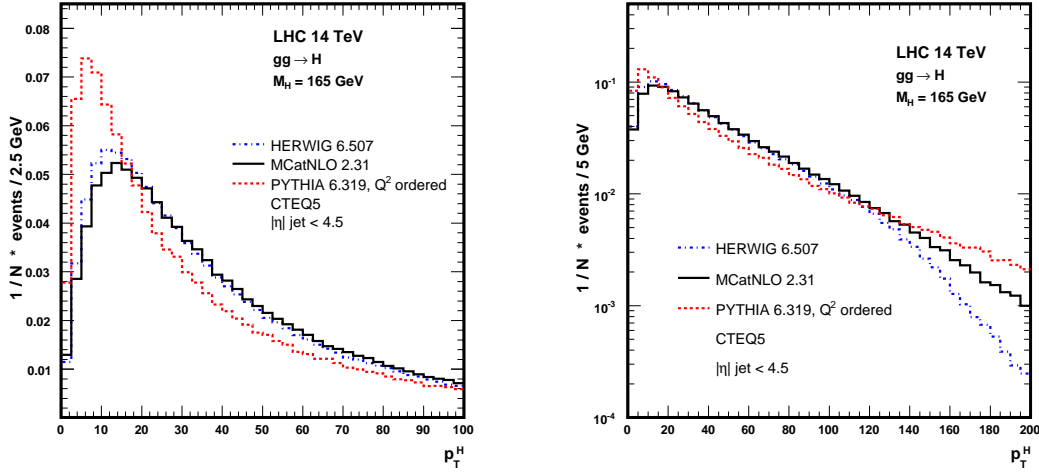 1 / N * events / 2.5 GeV
0.08
0.07
0.06
0.05
0.04
0.03
0.02
0.01
LHC 14 TeV
gg → H
M_H = 165 GeV
HERWIG 6.507
MCatNLO 2.31
PYTHIA 6.319, Q² ordered
CTEQ5
|η| jet < 4.5
0 10 20 30 40 50 60 70 80 90 100
p_T^H
1 / N * events / 5 GeV
10⁻¹
10⁻²
10⁻³
10⁻⁴
LHC 14 TeV
gg → H
M_H = 165 GeV
HERWIG 6.507
MCatNLO 2.31
PYTHIA 6.319, Q² ordered
CTEQ5
|η| jet < 4.5
0 20 40 60 80 100 120 140 160 180 200
p_T^H